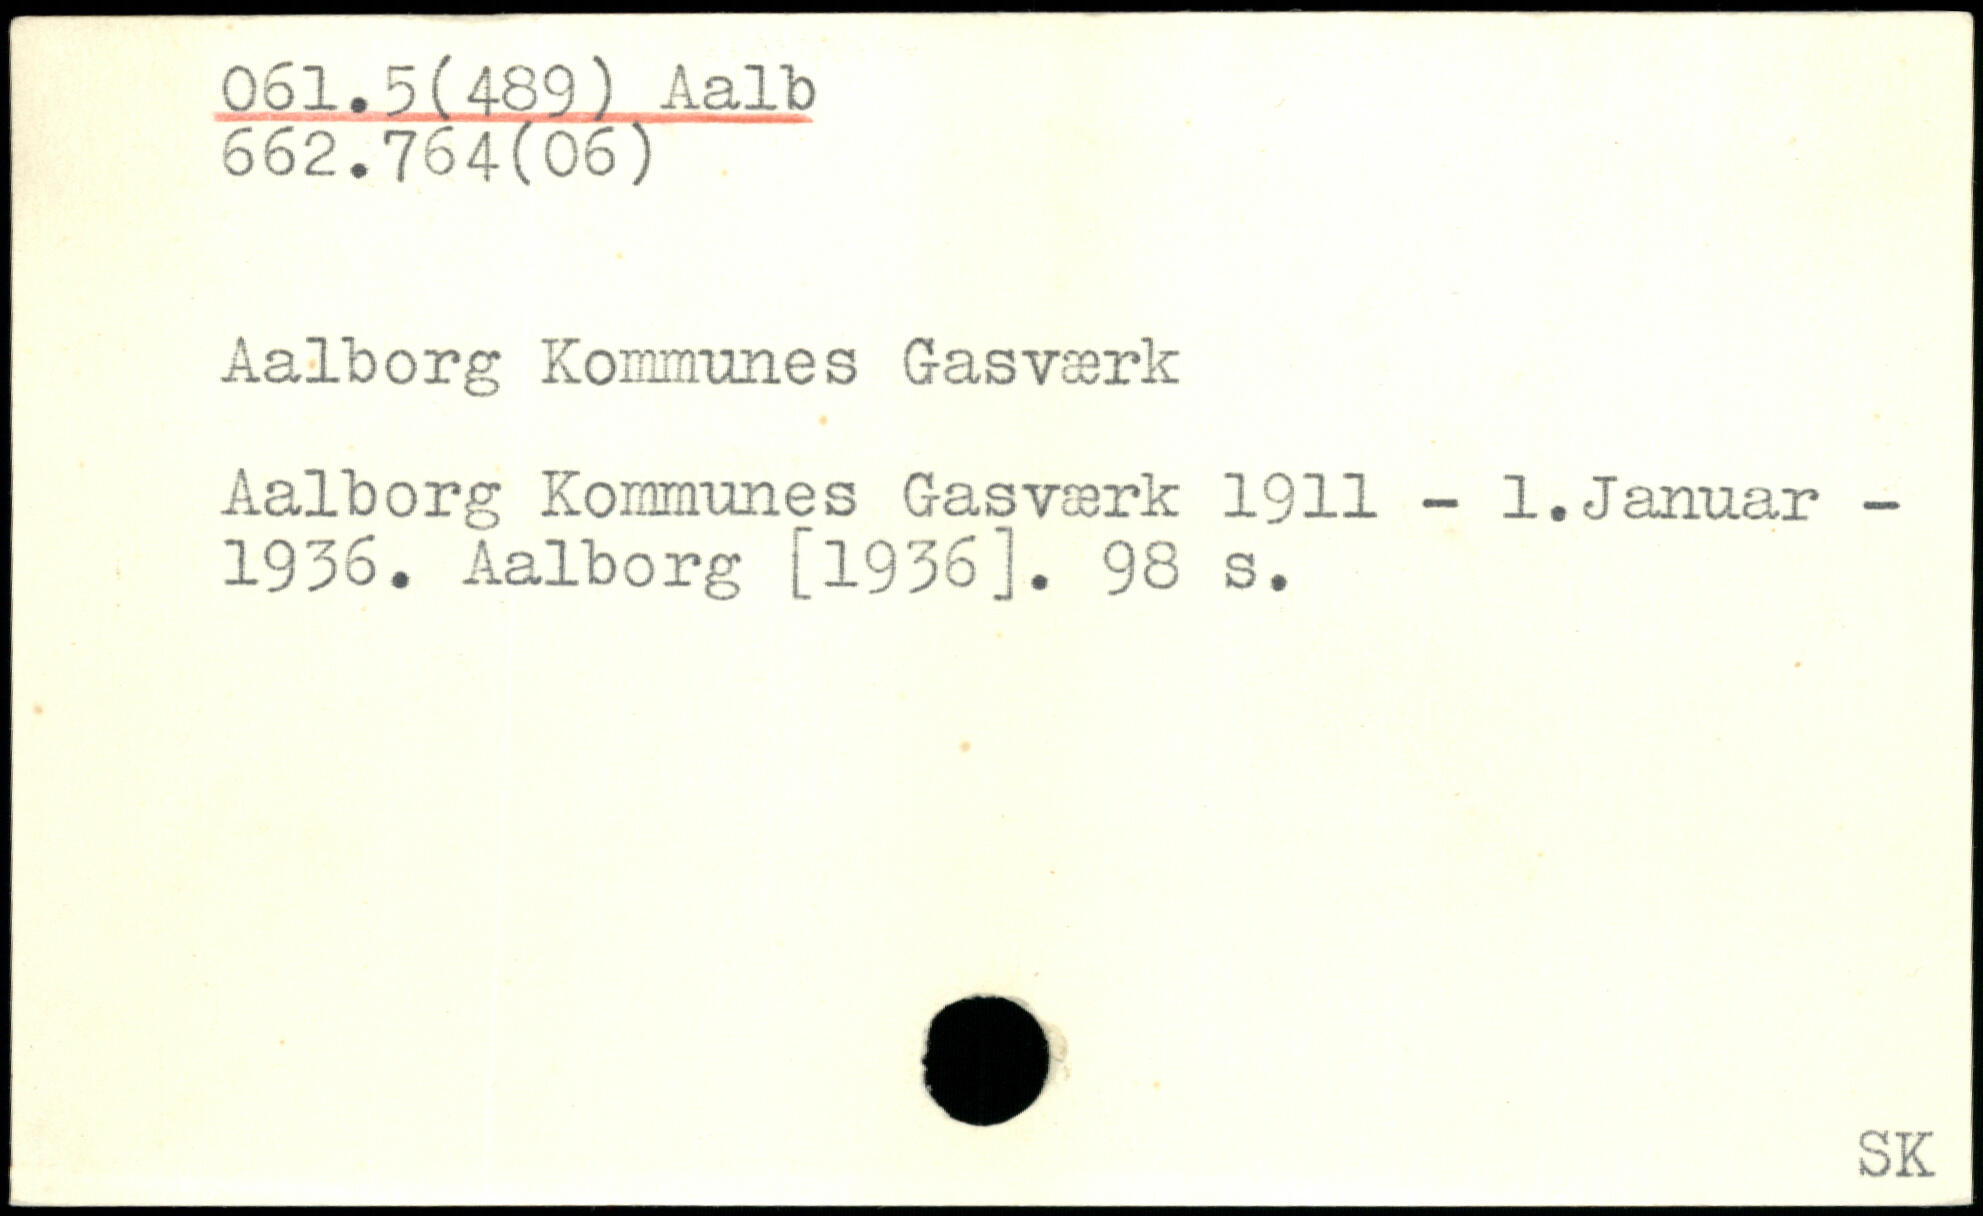 061.5(489) Aalb
662.764(06)
Aalborg Kommunes Gasværk
Aalborg Kommunes Gasværk 1911 - 1.Januar -
1936. Aalborg [1936]. 98 s.
SK